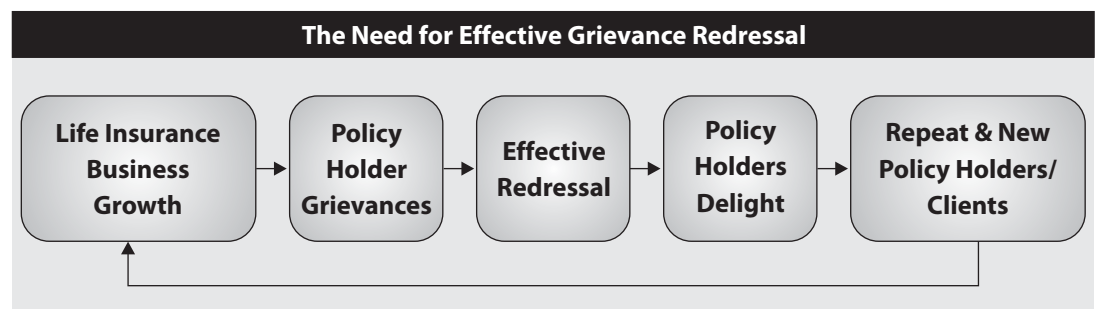 The Need for Effective Grievance Redressal
Life Insurance
Business
Growth
Policy
Holder
Grievances
Effective
Redressal
Policy
Holders
Delight
Repeat & New
Policy Holders/
Clients